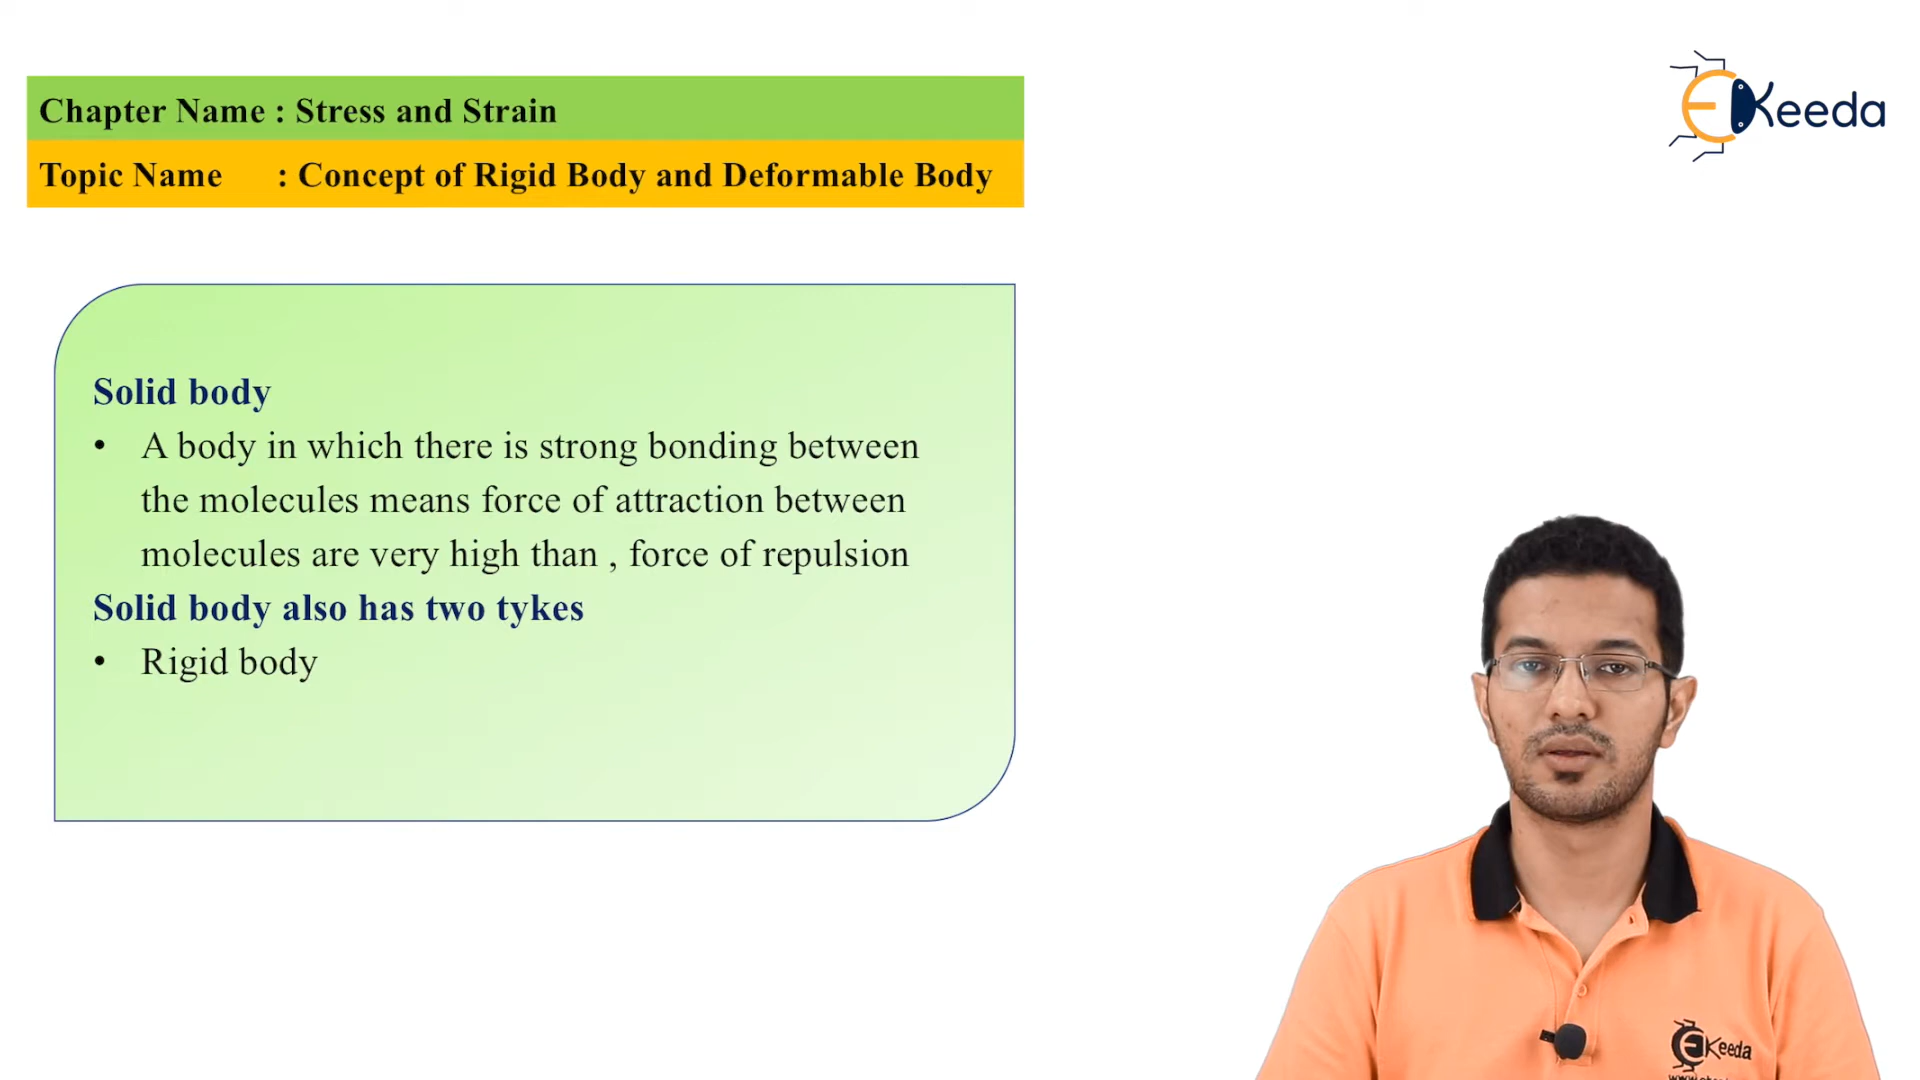 Chapter Name : Stress and Strain
Topic Name : Concept of Rigid Body and Deformable Body
EKeeda
Solid body
• A body in which there is strong bonding between
the molecules means force of attraction between
molecules are very high than , force of repulsion
Solid body also has two tykes
• Rigid body
EKeeda